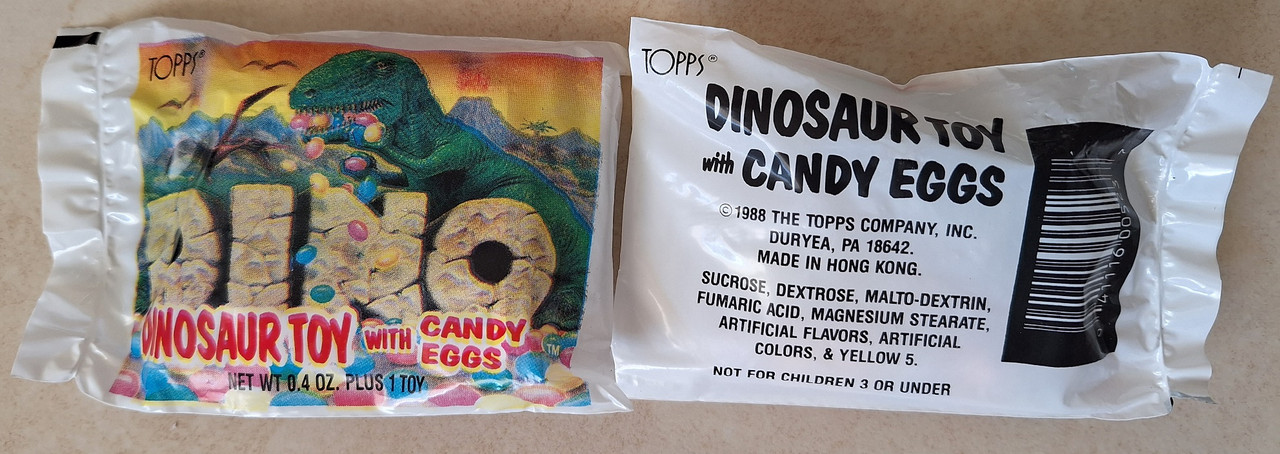 TOPPS®
DINO
DINOSAUR TOY WITH CANDY EGGS™
NET WT 0.4 OZ. PLUS 1 TOY
TOPPS®
DINOSAUR TOY
with CANDY EGGS
©1988 THE TOPPS COMPANY, INC.
DURYEA, PA 18642.
MADE IN HONG KONG.
SUCROSE, DEXTROSE, MALTO-DEXTRIN,
FUMARIC ACID, MAGNESIUM STEARATE,
ARTIFICIAL FLAVORS, ARTIFICIAL
COLORS, & YELLOW 5.
NOT FOR CHILDREN 3 OR UNDER